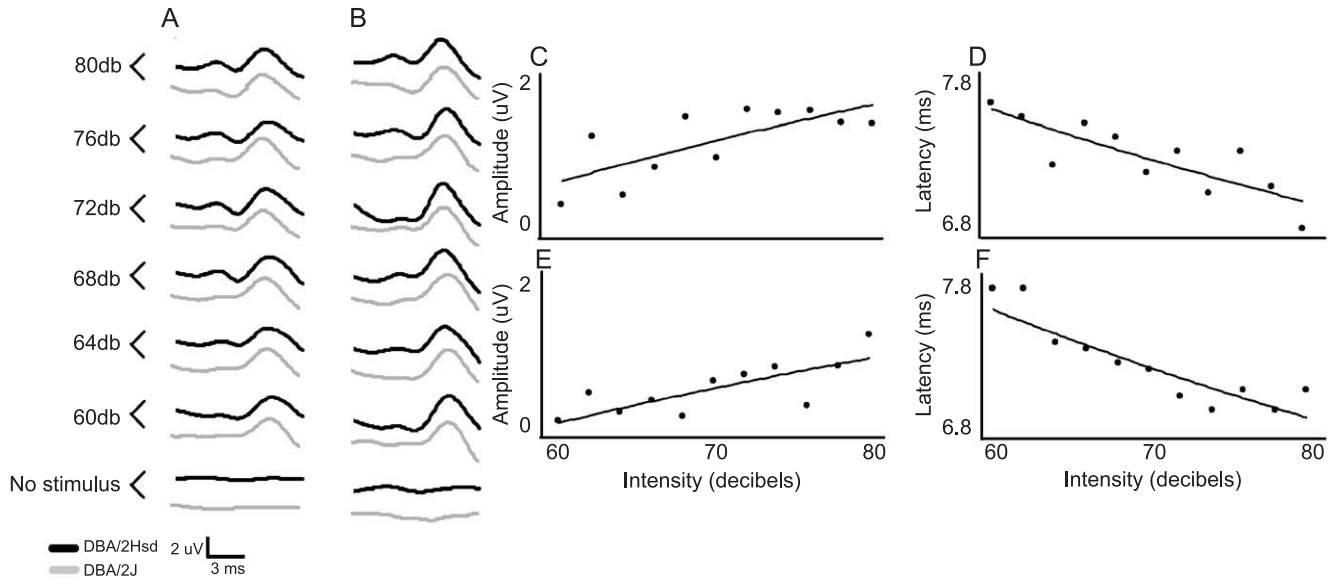 A
B
80db
76db
72db
68db
64db
60db
No stimulus
DBA/2Hsd
DBA/2J
2 uV
3 ms
C
2
Amplitude (uV)
0
D
7.8
Latency (ms)
6.8
E
2
Amplitude (uV)
0
60
70
80
Intensity (decibels)
F
7.8
Latency (ms)
6.8
60
70
80
Intensity (decibels)